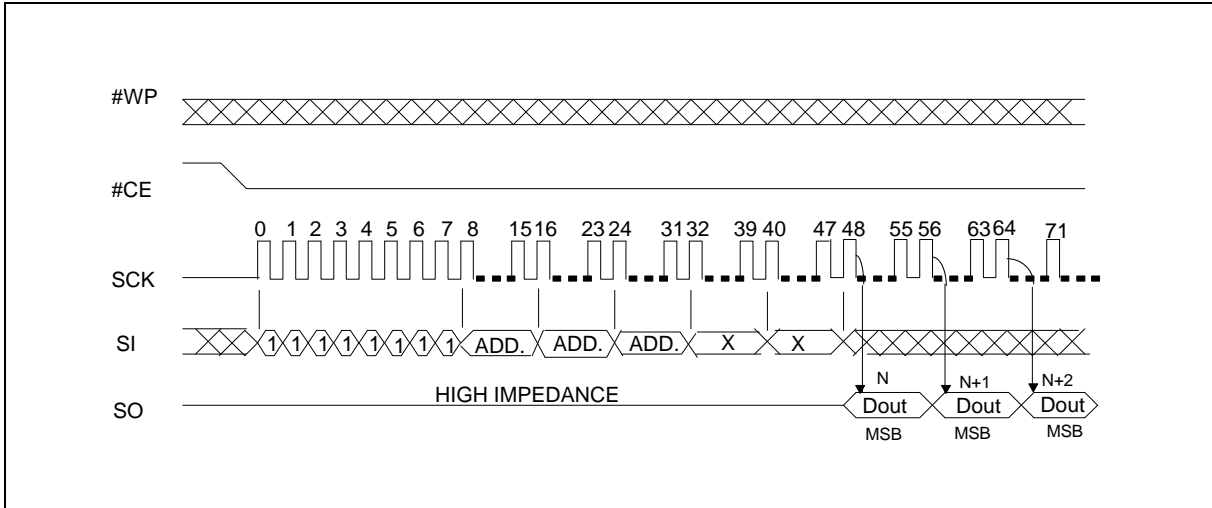 #WP
#CE
0 1 2 3 4 5 6 7 8 15 16 23 24 31 32 39 40 47 48 55 56 63 64 71
SCK
SI 1 1 1 1 1 1 1 1 ADD. ADD. ADD. X X
N N+1 N+2
HIGH IMPEDANCE
SO Dout Dout Dout
MSB MSB MSB